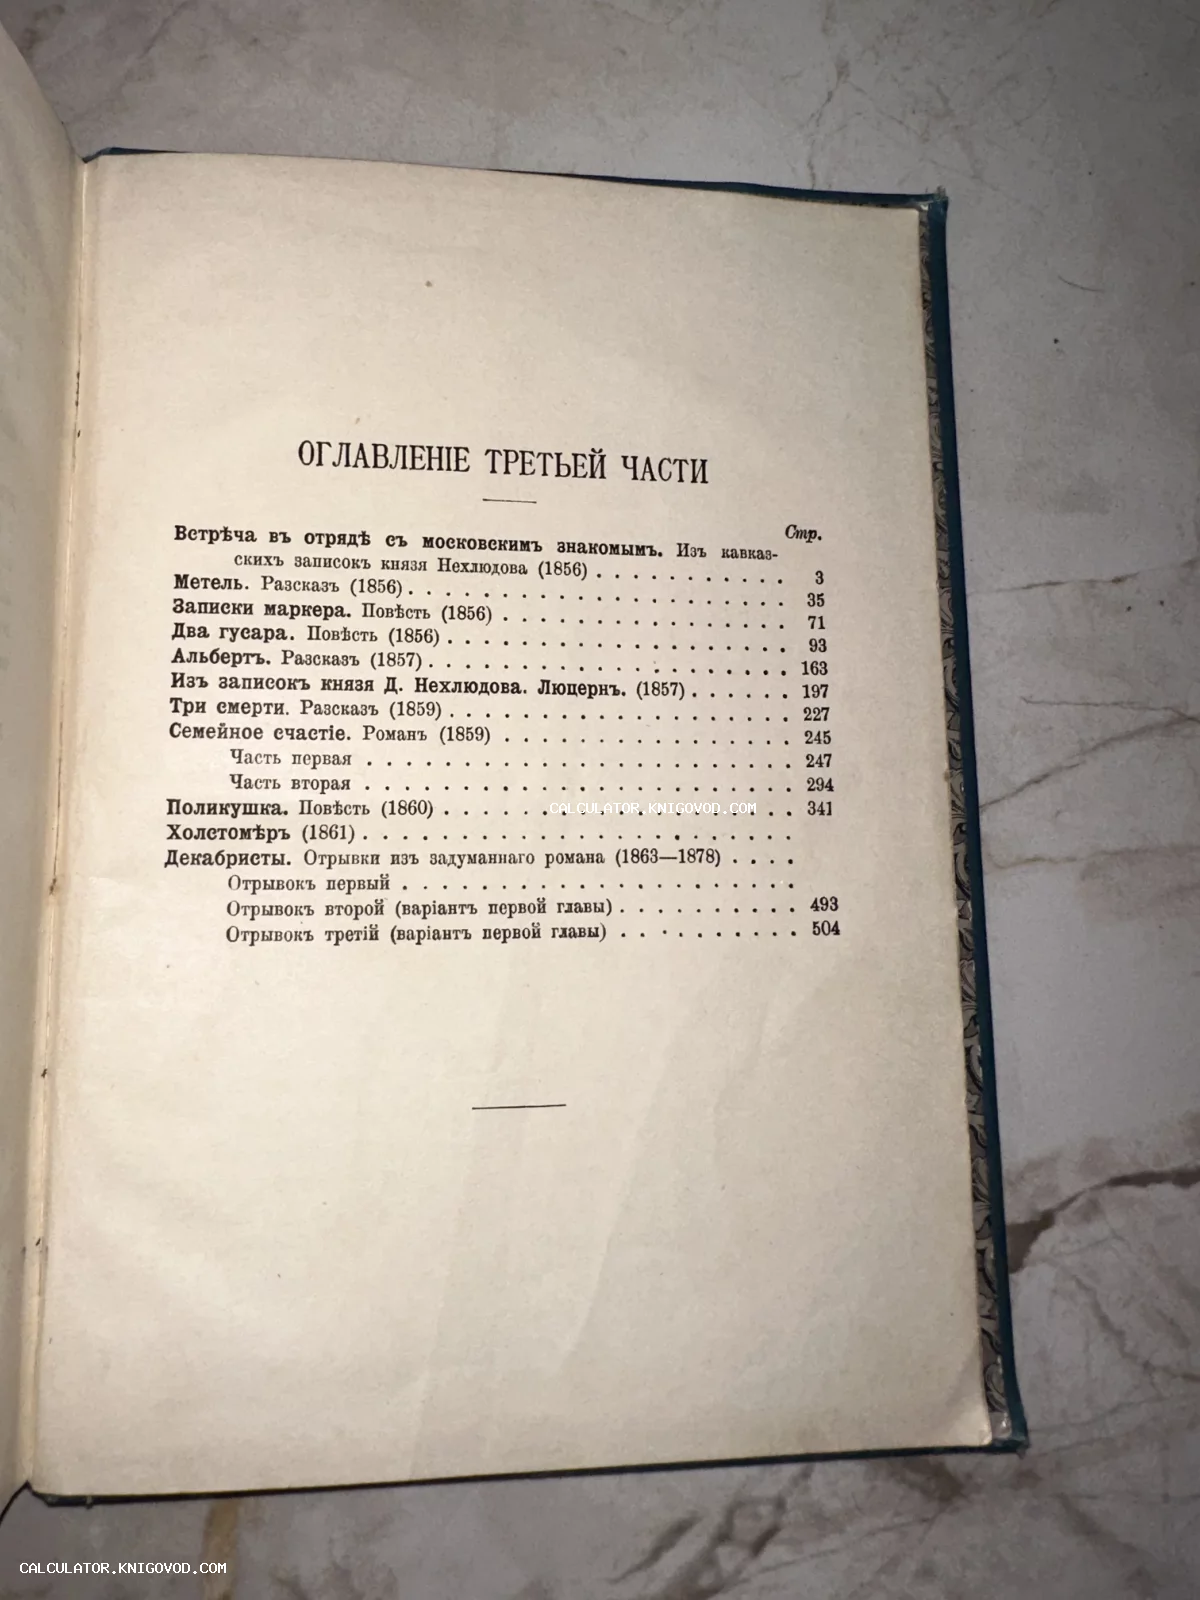 ОГЛАВЛЕНІЕ ТРЕТЬЕЙ ЧАСТИ
Стр.
Встрѣча въ отрядѣ съ московскимъ знакомымъ. Изъ кавказ-
скихъ записокъ князя Нехлюдова (1856) . . . . . . . . . . . 3
Метель. Разсказъ (1856) . . . . . . . . . . . . . . . . . . . . 35
Записки маркера. Повѣсть (1856) . . . . . . . . . . . . . . . 71
Два гусара. Повѣсть (1856) . . . . . . . . . . . . . . . . . . 93
Альбертъ. Разсказъ (1857) . . . . . . . . . . . . . . . . . . . 163
Изъ записокъ князя Д. Нехлюдова. Люцернъ. (1857) . . . . . . 197
Три смерти. Разсказъ (1859) . . . . . . . . . . . . . . . . . . 227
Семейное счастіе. Романъ (1859) . . . . . . . . . . . . . . . . 245
Часть первая . . . . . . . . . . . . . . . . . . . . 247
Часть вторая . . . . . . . . . . . . . . . . . . . . 294
Поликушка. Повѣсть (1860) . . . . . . . . . . . . . . . . . . 341
CALCULATOR.KNIGOVOD.COM
Холстомѣръ (1861) . . . . . . . . . . . . . . . . . . . . . .
Декабристы. Отрывки изъ задуманнаго романа (1863—1878) . . . .
Отрывокъ первый . . . . . . . . . . . . . . . . . . . .
Отрывокъ второй (варіантъ первой главы) . . . . . . . . . . 493
Отрывокъ третій (варіантъ первой главы) . . . . . . . . . . 504
CALCULATOR.KNIGOVOD.COM